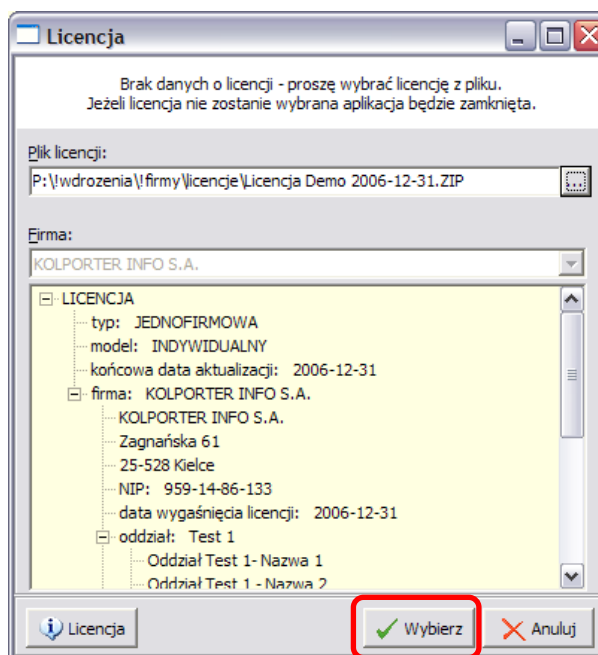 Licencja
Brak danych o licencji - proszę wybrać licencję z pliku.
Jeżeli licencja nie zostanie wybrana aplikacja będzie zamknięta.
Plik licencji:
P:\!wdrozenia\!firmy\licencje\Licencja Demo 2006-12-31.ZIP
...
Firma:
KOLPORTER INFO S.A.
LICENCJA
typ: JEDNOFIRMOWA
model: INDYWIDUALNY
końcowa data aktualizacji: 2006-12-31
firma: KOLPORTER INFO S.A.
KOLPORTER INFO S.A.
Zagnańska 61
25-528 Kielce
NIP: 959-14-86-133
data wygaśnięcia licencji: 2006-12-31
oddział: Test 1
Oddział Test 1- Nazwa 1
Oddział Test 1 - Nazwa 2
Licencja
Wybierz
Anuluj